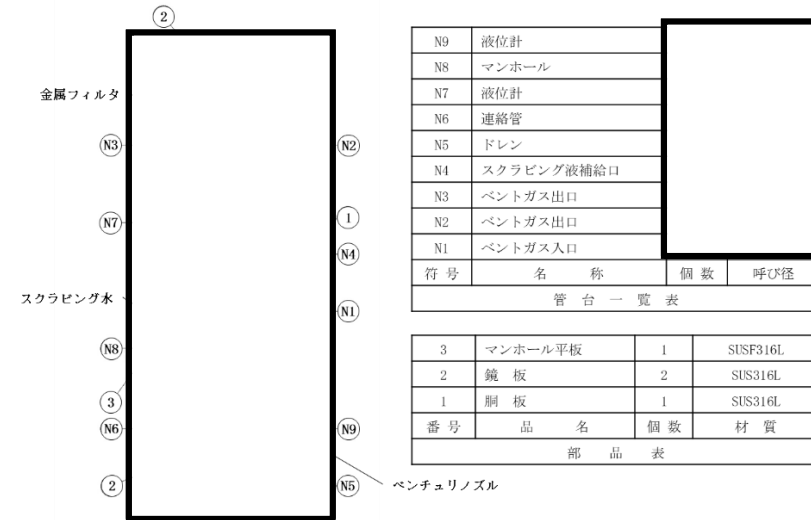 2
金属フィルタ
N3
N2
N7
1
N4
スクラビング水
N1
N8
3
N6
N9
2
N5
ベンチュリノズル
N9 液位計
N8 マンホール
N7 液位計
N6 連絡管
N5 ドレン
N4 スクラビング液補給口
N3 ベントガス出口
N2 ベントガス出口
N1 ベントガス入口
符 号 名 称 個 数 呼び径
管 台 一 覧 表
3 マンホール平板 1 SUSF316L
2 鏡 板 2 SUS316L
1 胴 板 1 SUS316L
番 号 品 名 個 数 材 質
部 品 表